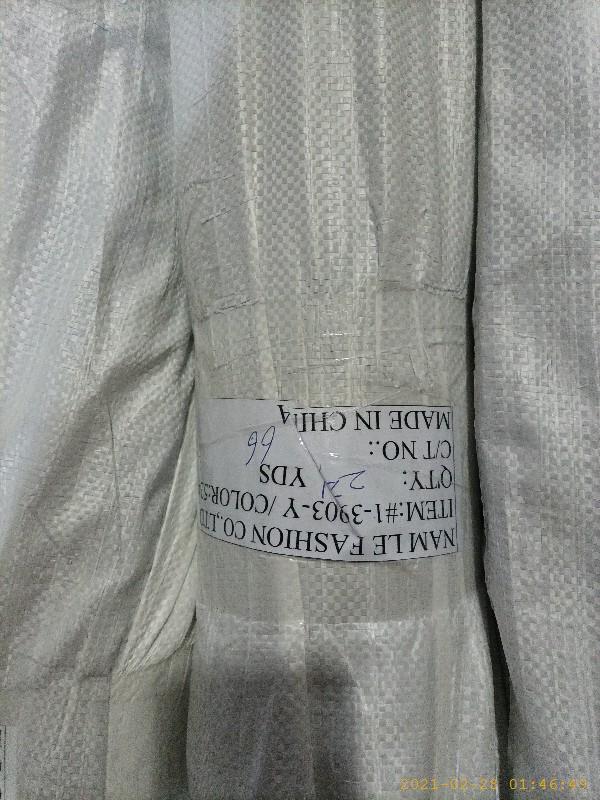 NAM LE FASHION CO.,LTD
ITEM:#1-3903-Y / COLOR:
QTY: YDS
C/T NO.: 66
MADE IN CHINA
2021-02-28 01:46:49